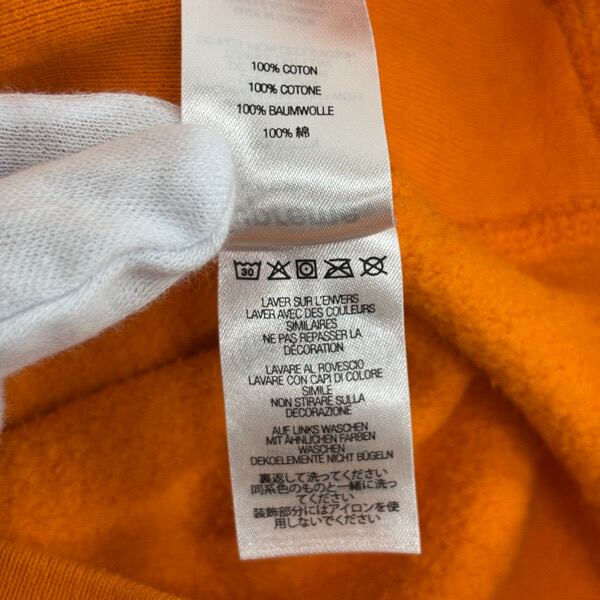 100% COTON
100% COTONE
100% BAUMWOLLE
100% 綿
30
LAVER SUR L'ENVERS
LAVER AVEC DES COULEURS
SIMILAIRES
NE PAS REPASSER LA
DÉCORATION
LAVARE AL ROVESCIO
LAVARE CON CAPI DI COLORE
SIMILE
NON STIRARE SULLA
DECORAZIONE
AUF LINKS WASCHEN
MIT ÄHNLICHEN FARBEN
WASCHEN
DEKOELEMENTE NICHT BÜGELN
裏返して洗ってください
同系色のものと一緒に洗っ
てください
装飾部分にはアイロンを使
用しないでください